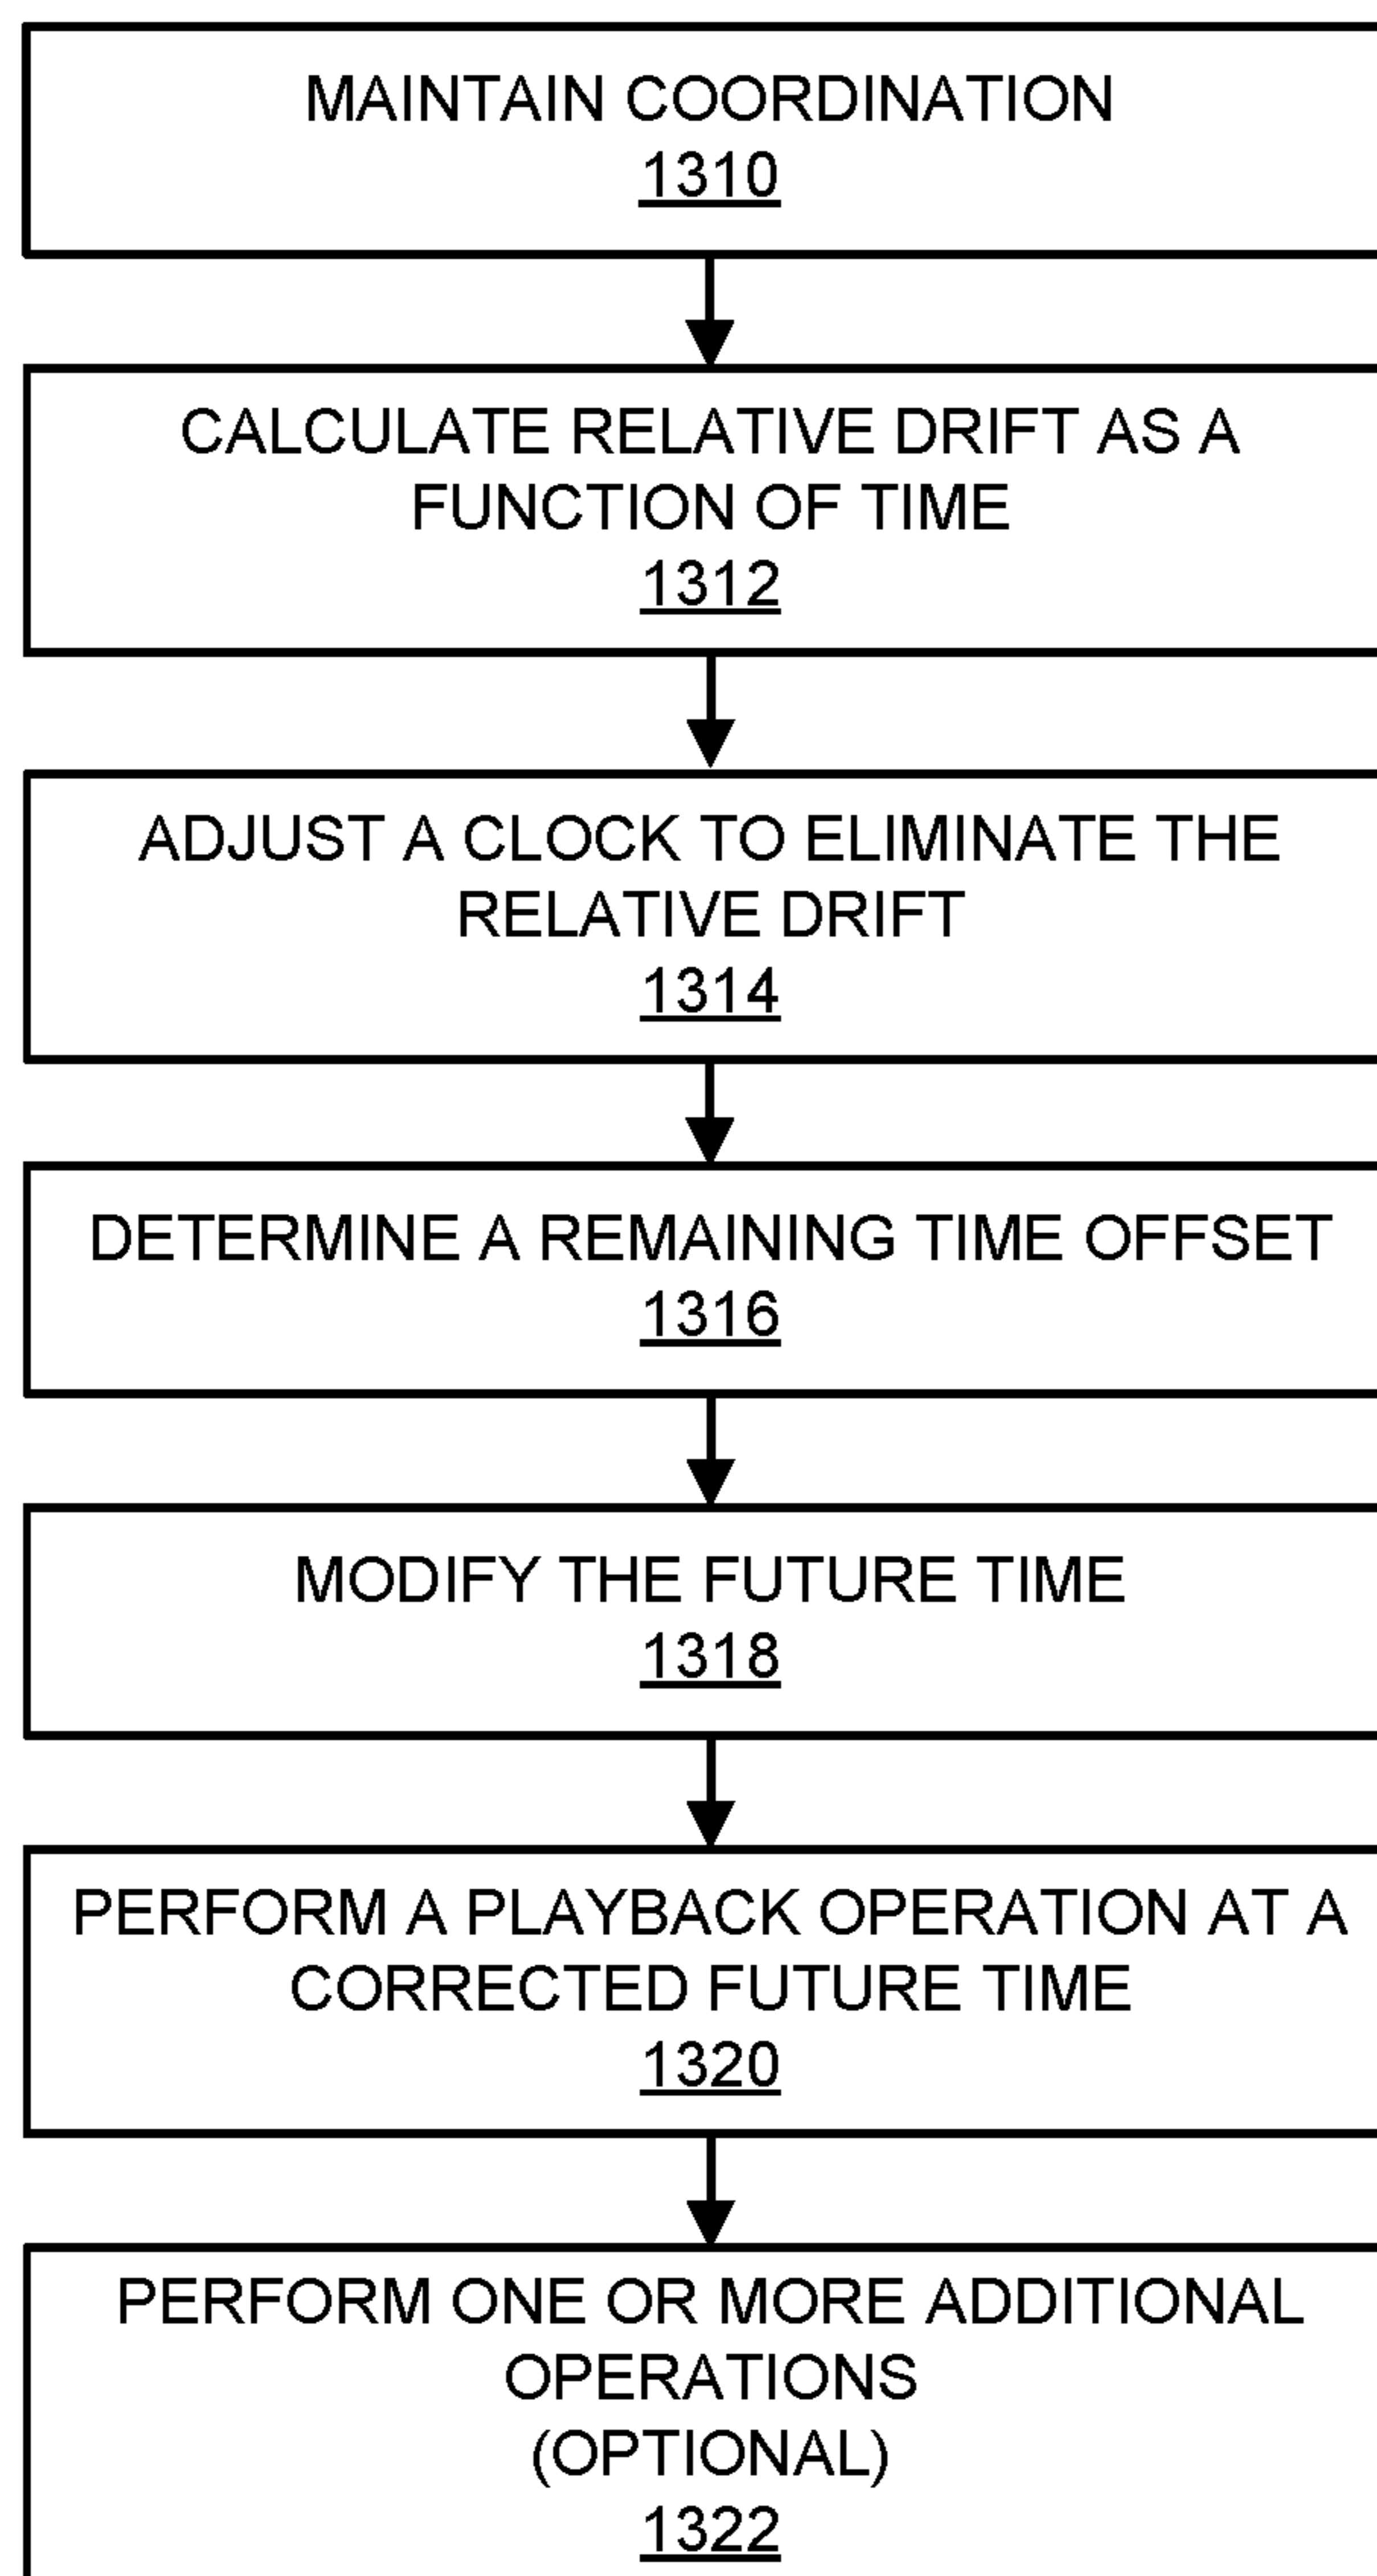 MAINTAIN COORDINATION
1310
CALCULATE RELATIVE DRIFT AS A
FUNCTION OF TIME
1312
ADJUST A CLOCK TO ELIMINATE THE
RELATIVE DRIFT
1314
DETERMINE A REMAINING TIME OFFSET
1316
MODIFY THE FUTURE TIME
1318
PERFORM A PLAYBACK OPERATION AT A
CORRECTED FUTURE TIME
1320
PERFORM ONE OR MORE ADDITIONAL
OPERATIONS
(OPTIONAL)
1322